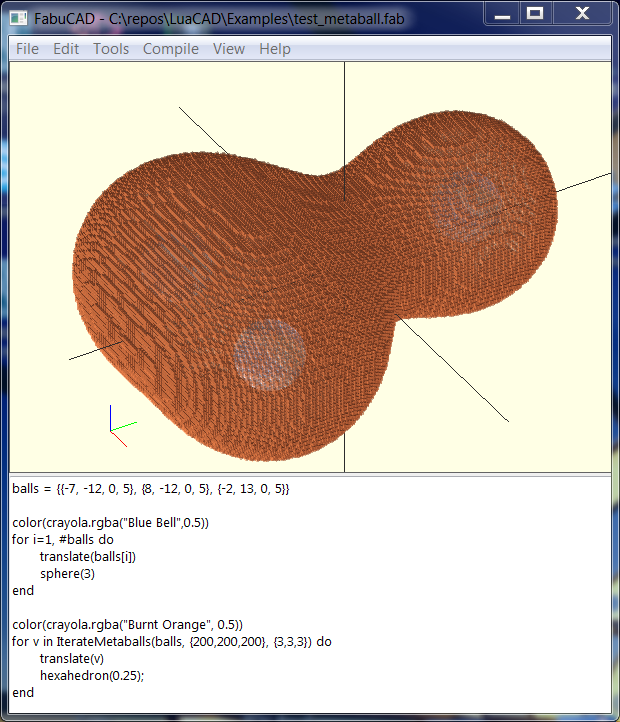 FabuCAD - C:\repos\LuaCAD\Examples\test_metaball.fab
File Edit Tools Compile View Help
balls = {{-7, -12, 0, 5}, {8, -12, 0, 5}, {-2, 13, 0, 5}}
color(crayola.rgba("Blue Bell",0.5))
for i=1, #balls do
translate(balls[i])
sphere(3)
end
color(crayola.rgba("Burnt Orange", 0.5))
for v in IterateMetaballs(balls, {200,200,200}, {3,3,3}) do
translate(v)
hexahedron(0.25);
end